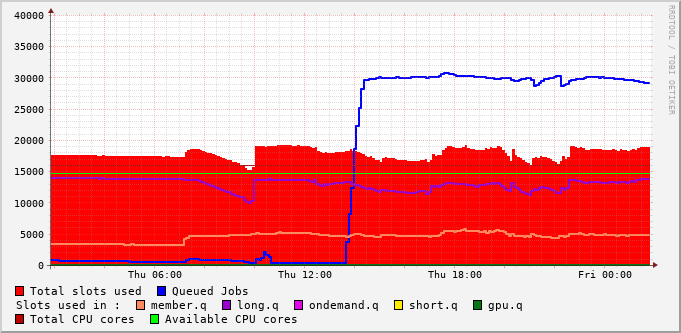 40000
35000
30000
25000
20000
15000
10000
5000
0
Thu 06:00 Thu 12:00 Thu 18:00 Fri 00:00
RRDTOOL / TOBI OETIKER
Total slots used Queued Jobs
Slots used in : member.q long.q ondemand.q short.q gpu.q
Total CPU cores Available CPU cores